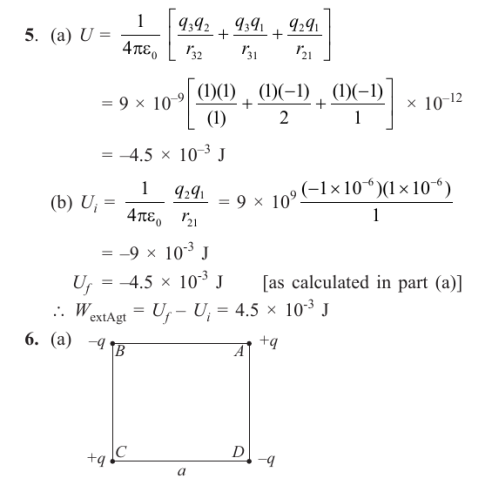 5. (a) U = 1/4πε₀ [q₃q₂/r₃₂ + q₃q₁/r₃₁ + q₂q₁/r₂₁]
= 9 × 10⁻⁹ [(1)(1)/(1) + (1)(−1)/2 + (1)(−1)/1] × 10⁻¹²
= –4.5 × 10⁻³ J
(b) Uᵢ = 1/4πε₀ q₂q₁/r₂₁ = 9 × 10⁹ (−1×10⁻⁶)(1×10⁻⁶)/1
= –9 × 10⁻³ J
U_f = –4.5 × 10⁻³ J [as calculated in part (a)]
∴ W_extAgt = U_f – Uᵢ = 4.5 × 10⁻³ J
6. (a) –q B A +q
+q C D –q
a